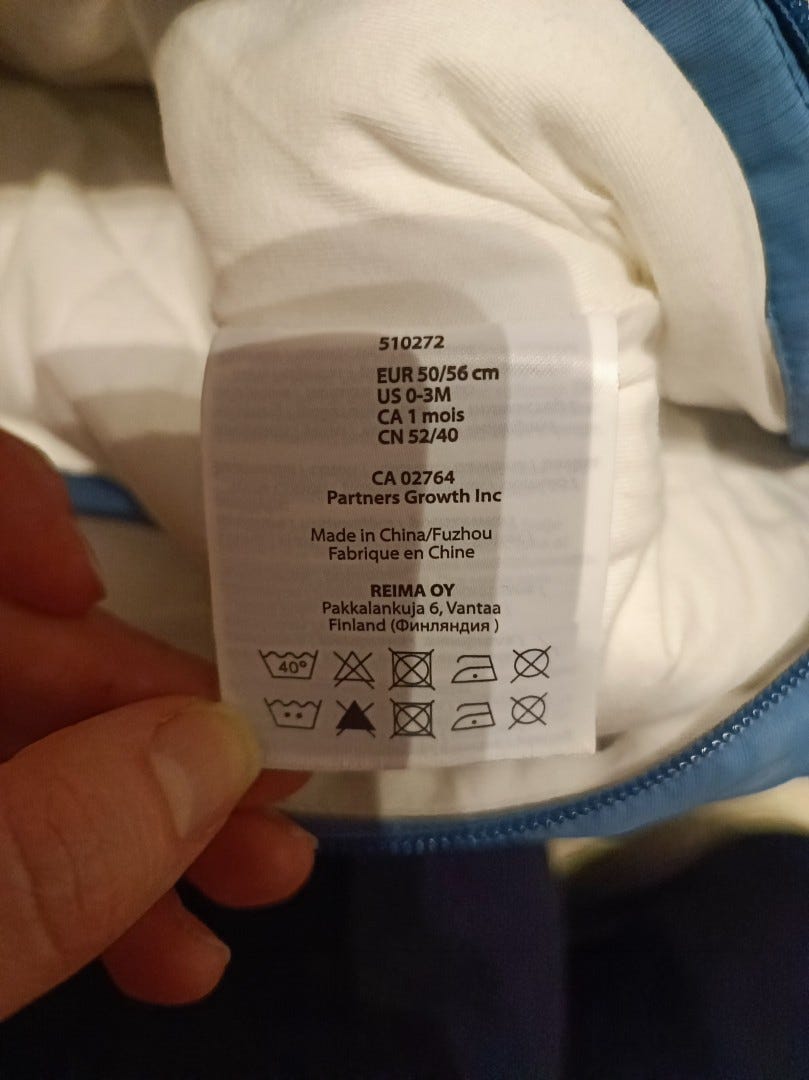 510272
EUR 50/56 cm
US 0-3M
CA 1 mois
CN 52/40
CA 02764
Partners Growth Inc
Made in China/Fuzhou
Fabrique en Chine
REIMA OY
Pakkalankuja 6, Vantaa
Finland (Финляндия )
40°